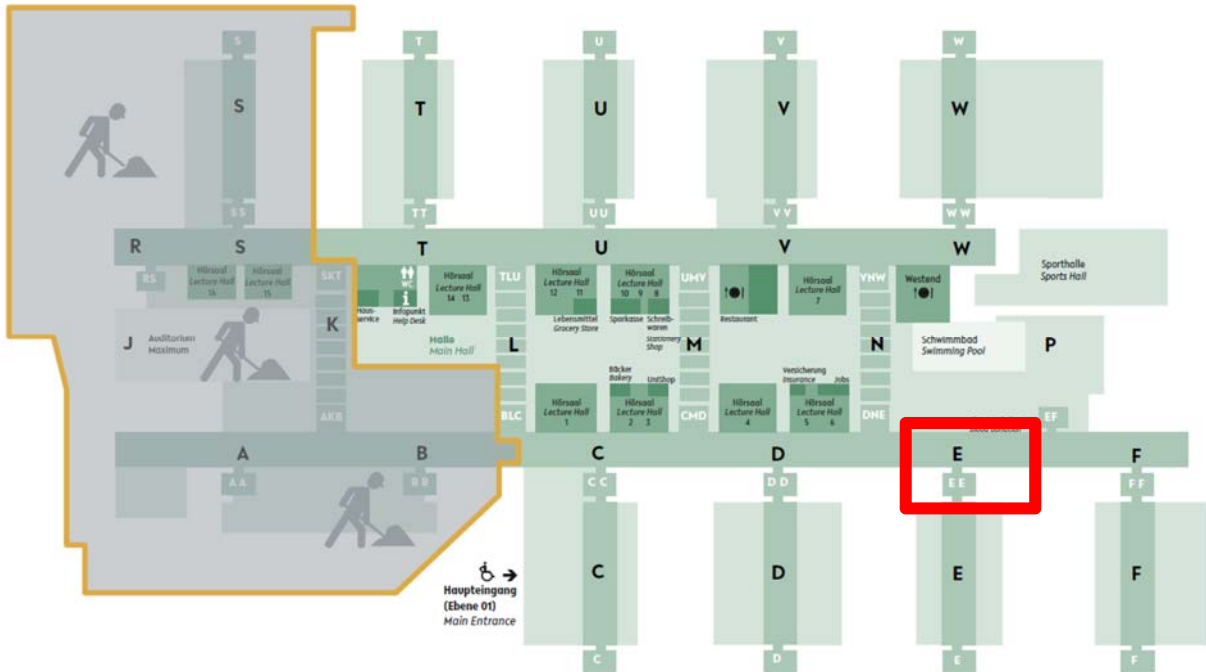 S
T
U
V
W
S
T
U
V
W
SS
TT
UU
VV
WW
R
S
T
U
V
W
RS
Hörsaal
Lecture Hall
14
Hörsaal
Lecture Hall
15
SKT
WC
i
Infopunkt
Help Desk
Haus-
service
Hörsaal
Lecture Hall
14 13
TLU
Hörsaal
Lecture Hall
12 11
Lebensmittel
Grocery Store
Hörsaal
Lecture Hall
10 9 8
Sparkasse
Schreib-
waren
Stationery
Shop
UMV
Restaurant
Hörsaal
Lecture Hall
7
VNW
Westend
Sporthalle
Sports Hall
J
Auditorium
Maximum
K
Halle
Main Hall
L
M
N
Schwimmbad
Swimming Pool
P
Bäcker
Bakery
UniShop
Versicherung
Insurance
Jobs
AKB
BLC
Hörsaal
Lecture Hall
1
Hörsaal
Lecture Hall
2 3
CMD
Hörsaal
Lecture Hall
4
Hörsaal
Lecture Hall
5 6
DNE
EF
A
B
C
D
E
F
AA
BB
CC
DD
EE
FF
C
D
E
F
Haupteingang
(Ebene 01)
Main Entrance
C
D
E
F